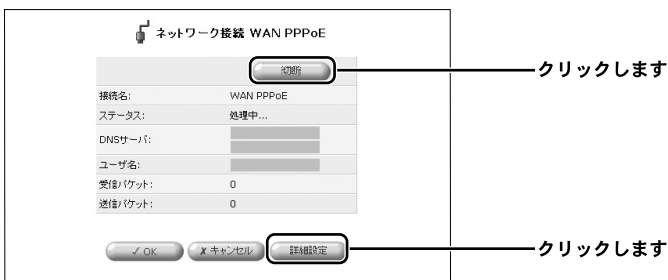 ネットワーク接続 WAN PPPoE
切断
クリックします
接続名: WAN PPPoE
ステータス: 処理中...
DNSサーバ:
ユーザ名:
受信パケット: 0
送信パケット: 0
✓ OK ✗ キャンセル 詳細設定
クリックします